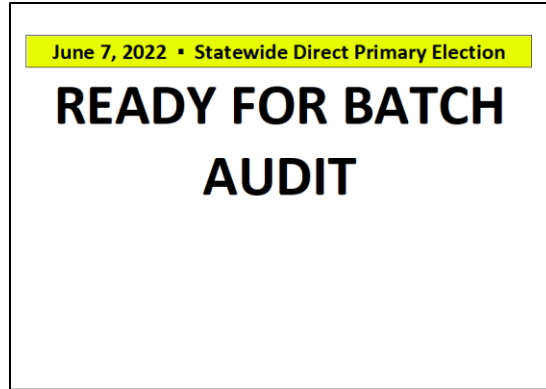 June 7, 2022 ▪ Statewide Direct Primary Election
READY FOR BATCH
AUDIT